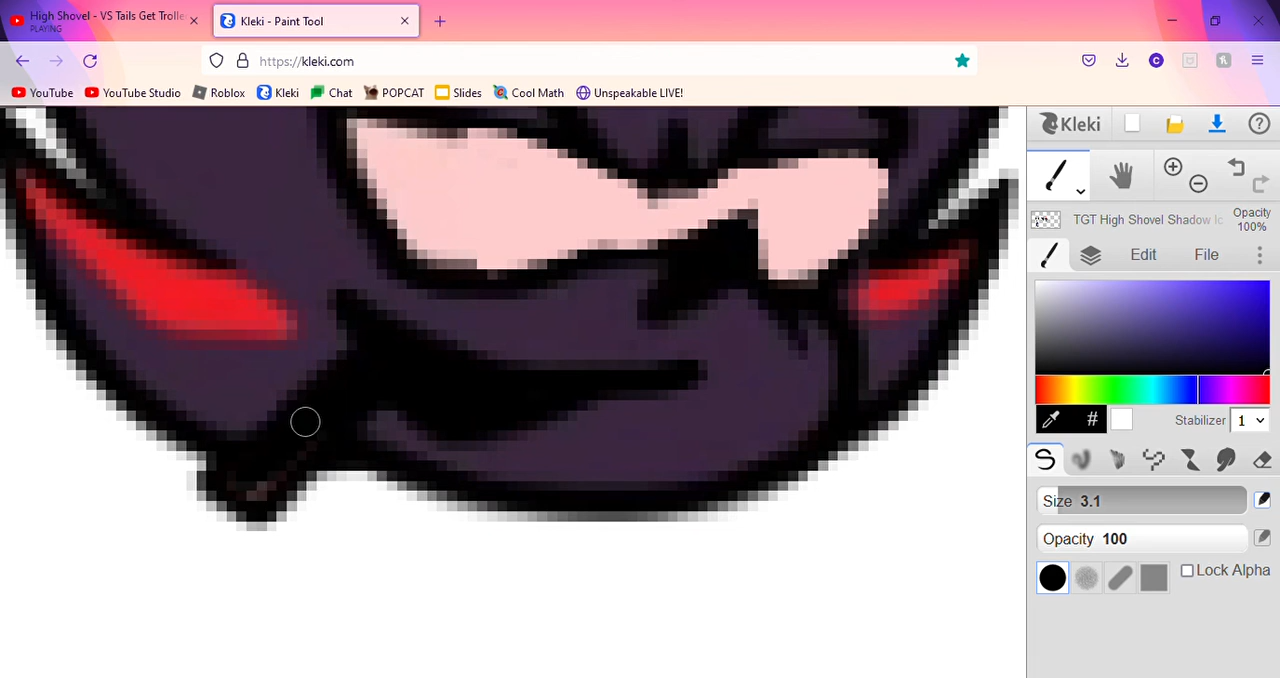 High Shovel - VS Tails Get Trolle
PLAYING
Kleki - Paint Tool
https://kleki.com
YouTube YouTube Studio Roblox Kleki Chat POPCAT Slides Cool Math Unspeakable LIVE!
Kleki
TGT High Shovel Shadow Ic
Opacity
100%
Edit File
# Stabilizer 1
Size 3.1
Opacity 100
Lock Alpha